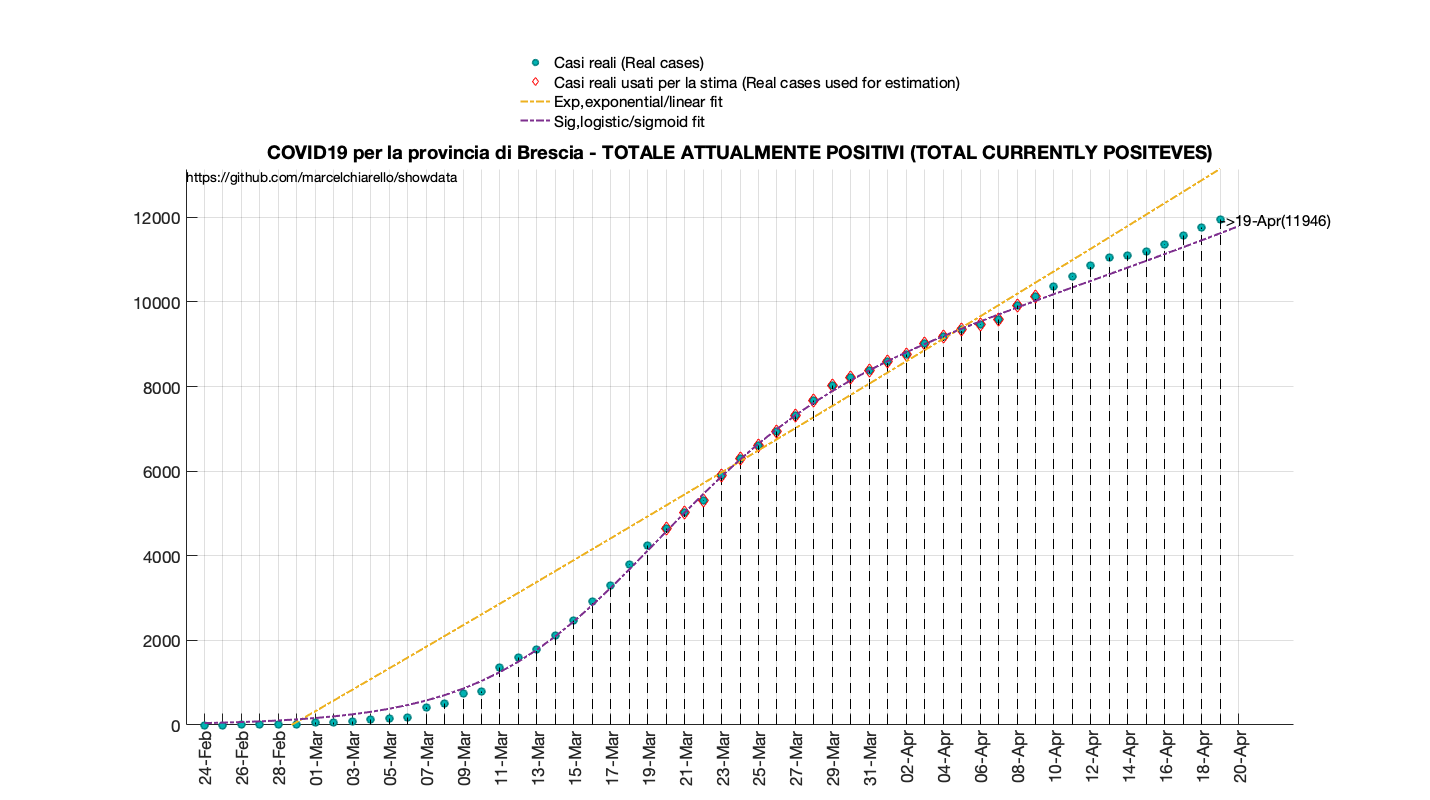 Casi reali (Real cases)
Casi reali usati per la stima (Real cases used for estimation)
Exp,exponential/linear fit
Sig,logistic/sigmoid fit
COVID19 per la provincia di Brescia - TOTALE ATTUALMENTE POSITIVI (TOTAL CURRENTLY POSITEVES)
https://github.com/marcelchiarello/showdata
12000
10000
8000
6000
4000
2000
0
->19-Apr(11946)
24-Feb
26-Feb
28-Feb
01-Mar
03-Mar
05-Mar
07-Mar
09-Mar
11-Mar
13-Mar
15-Mar
17-Mar
19-Mar
21-Mar
23-Mar
25-Mar
27-Mar
29-Mar
31-Mar
02-Apr
04-Apr
06-Apr
08-Apr
10-Apr
12-Apr
14-Apr
16-Apr
18-Apr
20-Apr